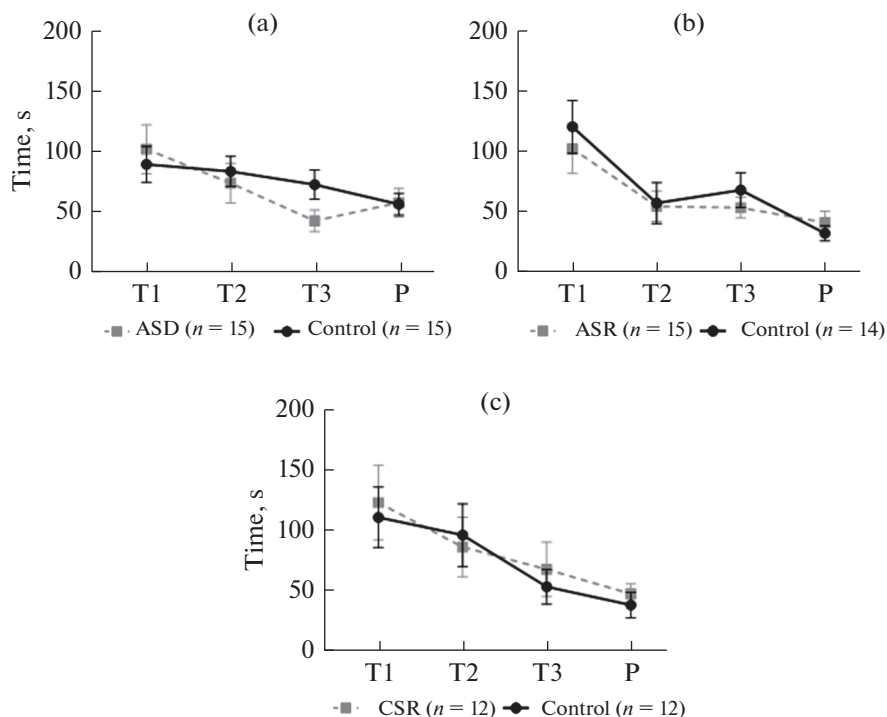 (a)
200
150
100
50
0
Time, s
T1 T2 T3 P
ASD (n = 15) Control (n = 15)
(b)
200
150
100
50
0
T1 T2 T3 P
ASR (n = 15) Control (n = 14)
(c)
200
150
100
50
0
Time, s
T1 T2 T3 P
CSR (n = 12) Control (n = 12)